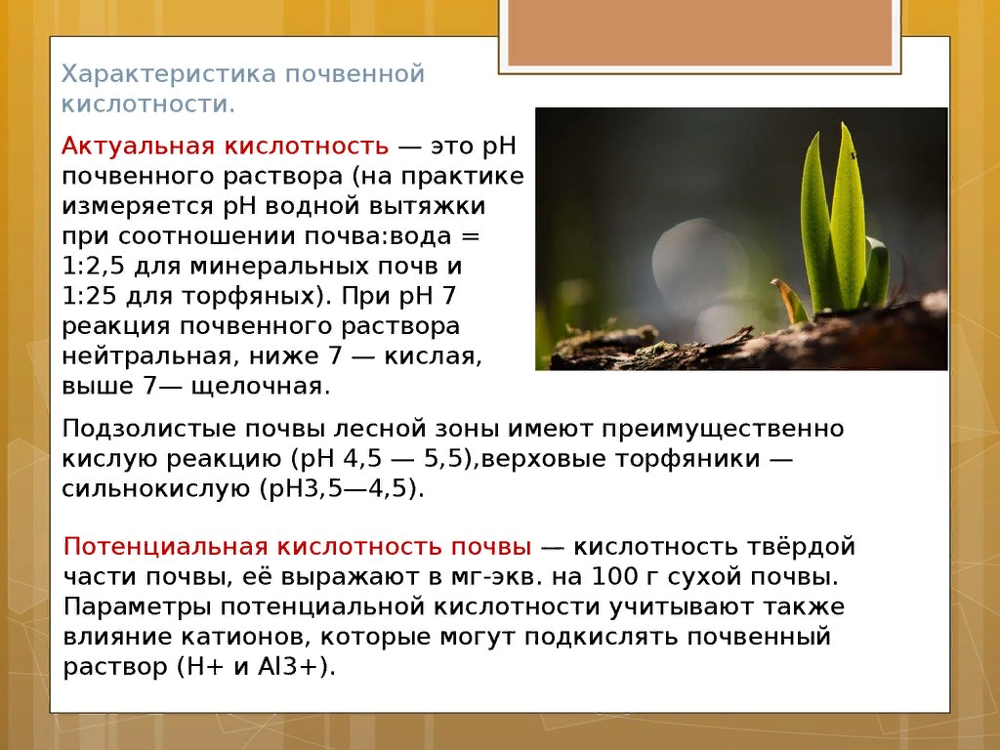 Характеристика почвенной
кислотности.
Актуальная кислотность — это pH
почвенного раствора (на практике
измеряется pH водной вытяжки
при соотношении почва:вода =
1:2,5 для минеральных почв и
1:25 для торфяных). При pH 7
реакция почвенного раствора
нейтральная, ниже 7 — кислая,
выше 7— щелочная.
Подзолистые почвы лесной зоны имеют преимущественно
кислую реакцию (pH 4,5 — 5,5),верховые торфяники —
сильнокислую (pH3,5—4,5).
Потенциальная кислотность почвы — кислотность твёрдой
части почвы, её выражают в мг-экв. на 100 г сухой почвы.
Параметры потенциальной кислотности учитывают также
влияние катионов, которые могут подкислять почвенный
раствор (H+ и Al3+).